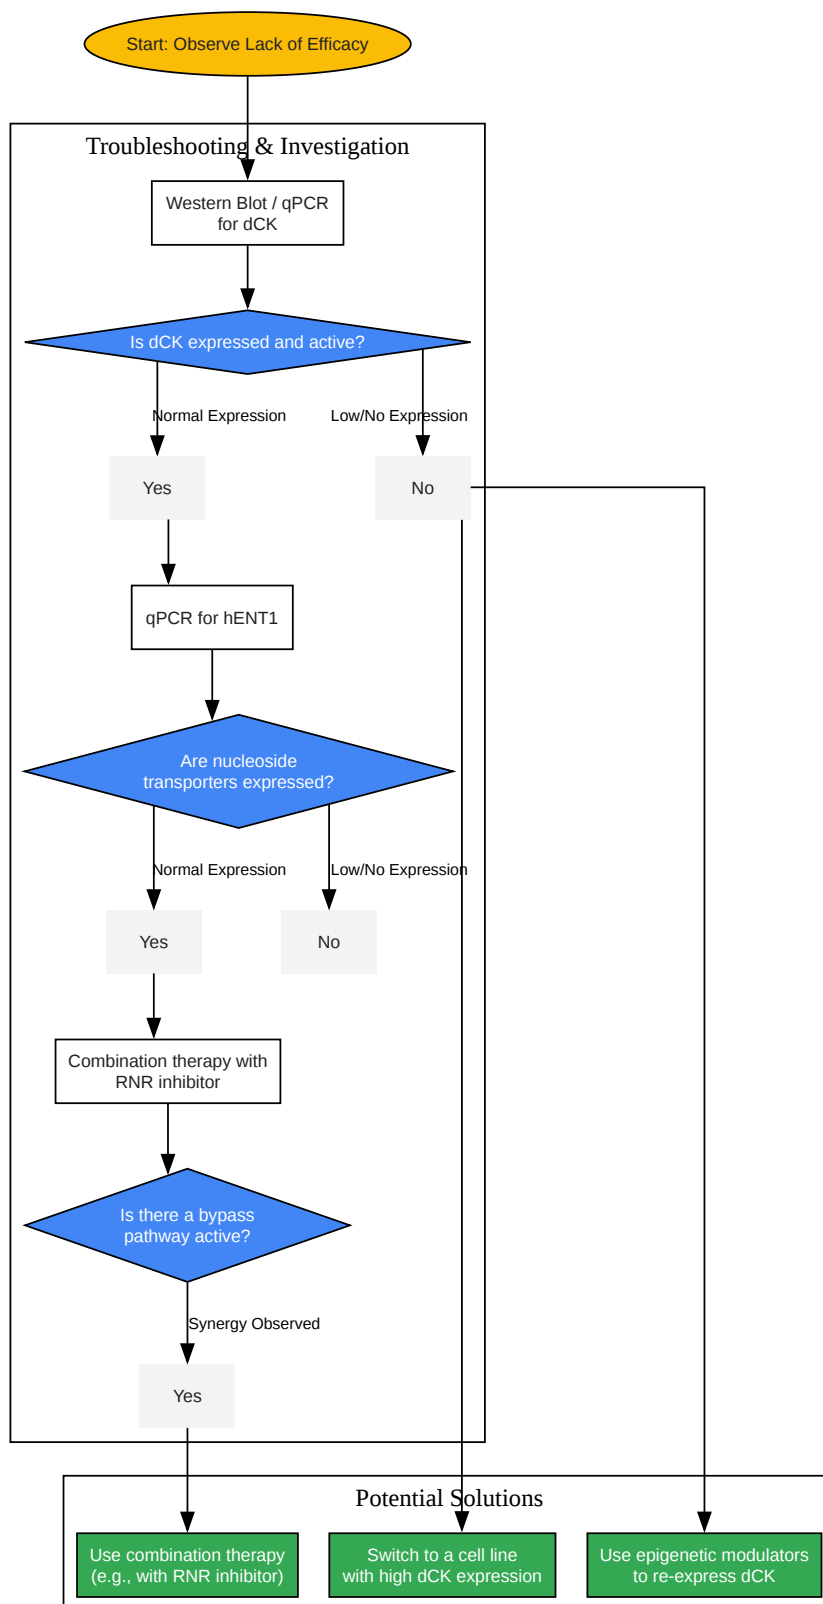 Start: Observe Lack of Efficacy
Troubleshooting & Investigation
Western Blot / qPCR
for dCK
Is dCK expressed and active?
Normal Expression
Low/No Expression
Yes
No
qPCR for hENT1
Are nucleoside
transporters expressed?
Normal Expression
Low/No Expression
Yes
No
Combination therapy with
RNR inhibitor
Is there a bypass
pathway active?
Synergy Observed
Yes
Potential Solutions
Use combination therapy
(e.g., with RNR inhibitor)
Switch to a cell line
with high dCK expression
Use epigenetic modulators
to re-express dCK